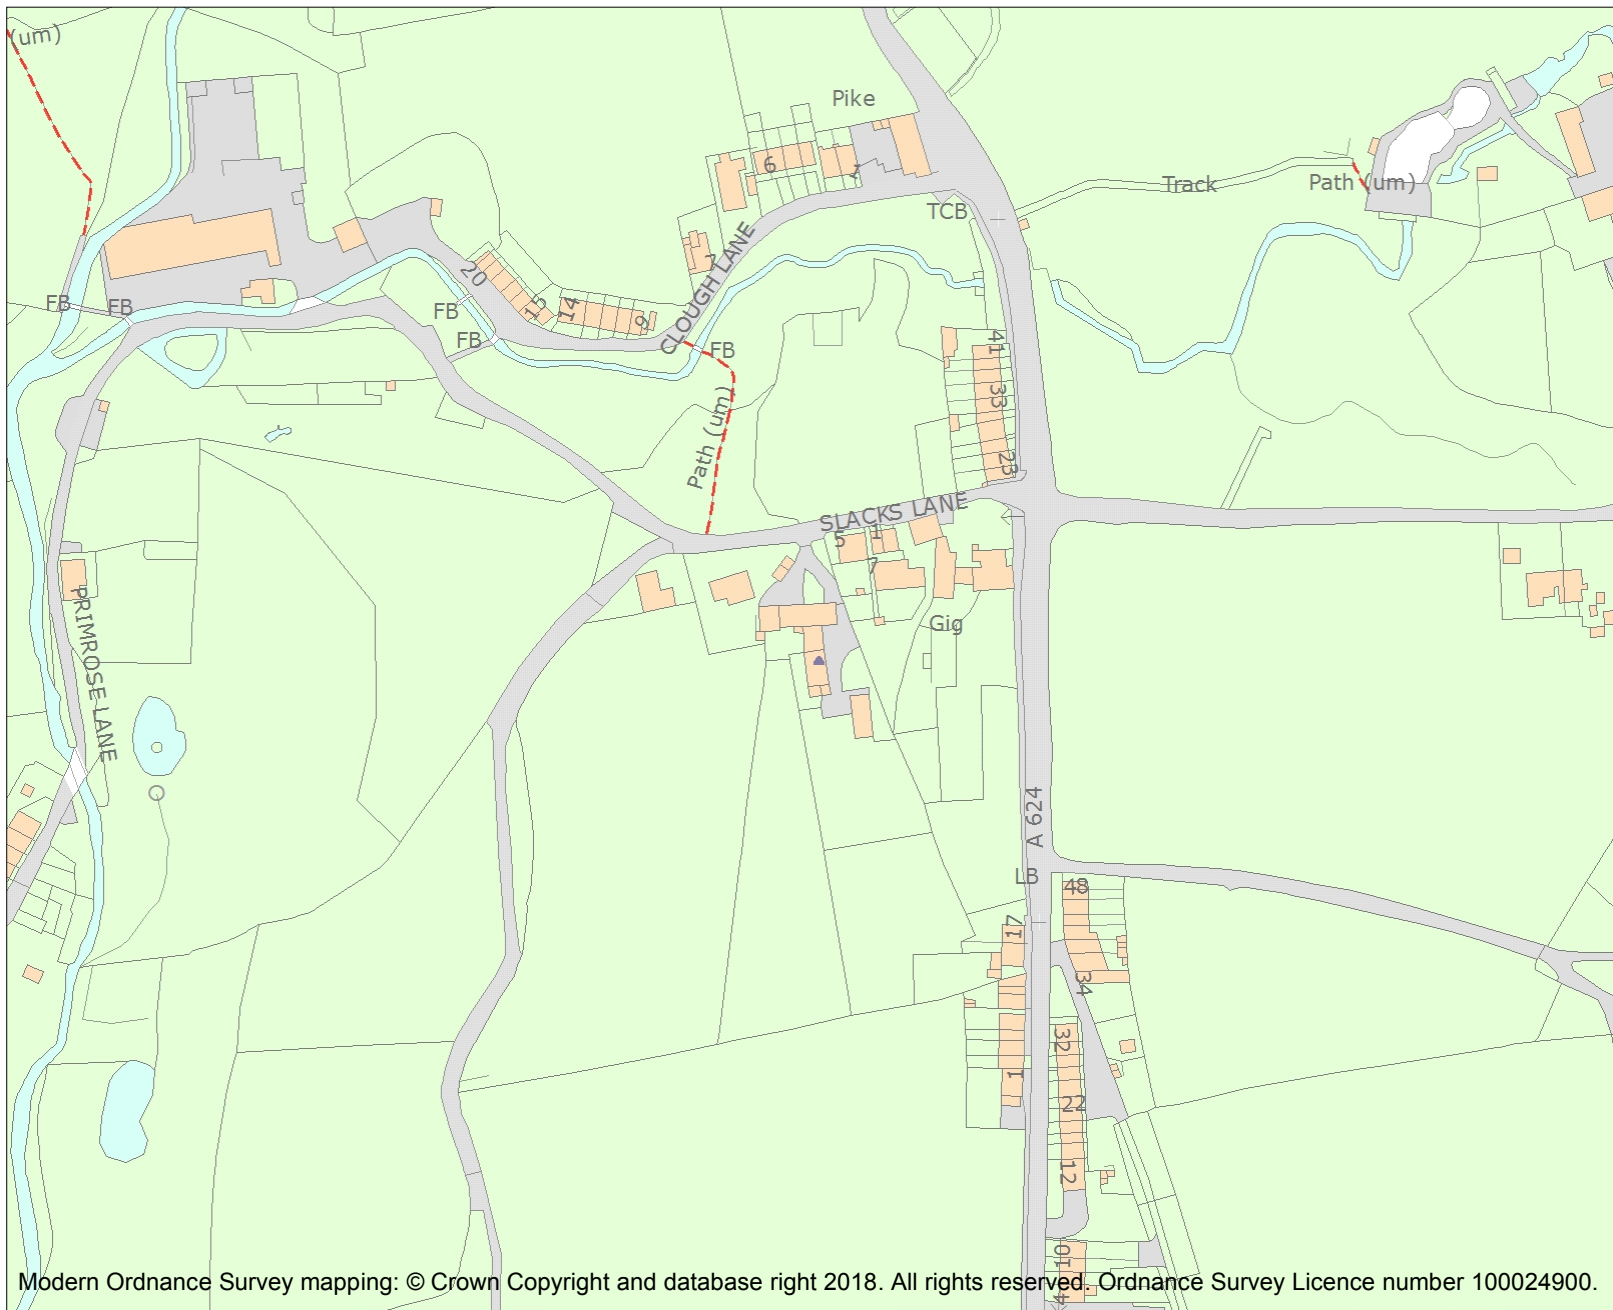 (um)
Pike
6
1
Track
Path (um)
TCB
CLOUGH LANE
7
20
15
14
9
FB
FB
FB
FB
FB
Path (um)
41
33
23
SLACKS LANE
5
1
7
Gig
PRIMROSE LANE
A 624
LB
48
17
34
32
1
22
12
10
4
Modern Ordnance Survey mapping: © Crown Copyright and database right 2018. All rights reserved. Ordnance Survey Licence number 100024900.